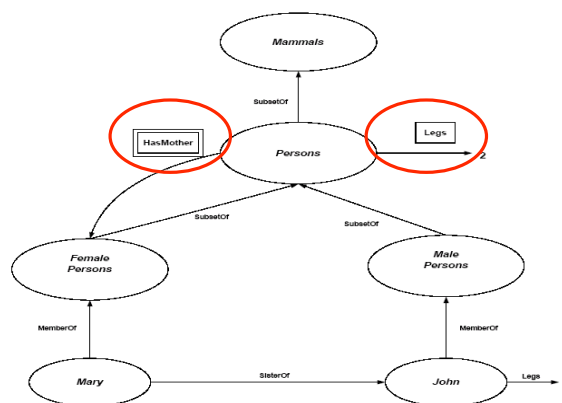 Mammals
SubsetOf
HasMother
Legs
Persons
2
SubsetOf
SubsetOf
Female
Persons
Male
Persons
MemberOf
MemberOf
SisterOf
Legs
Mary
John